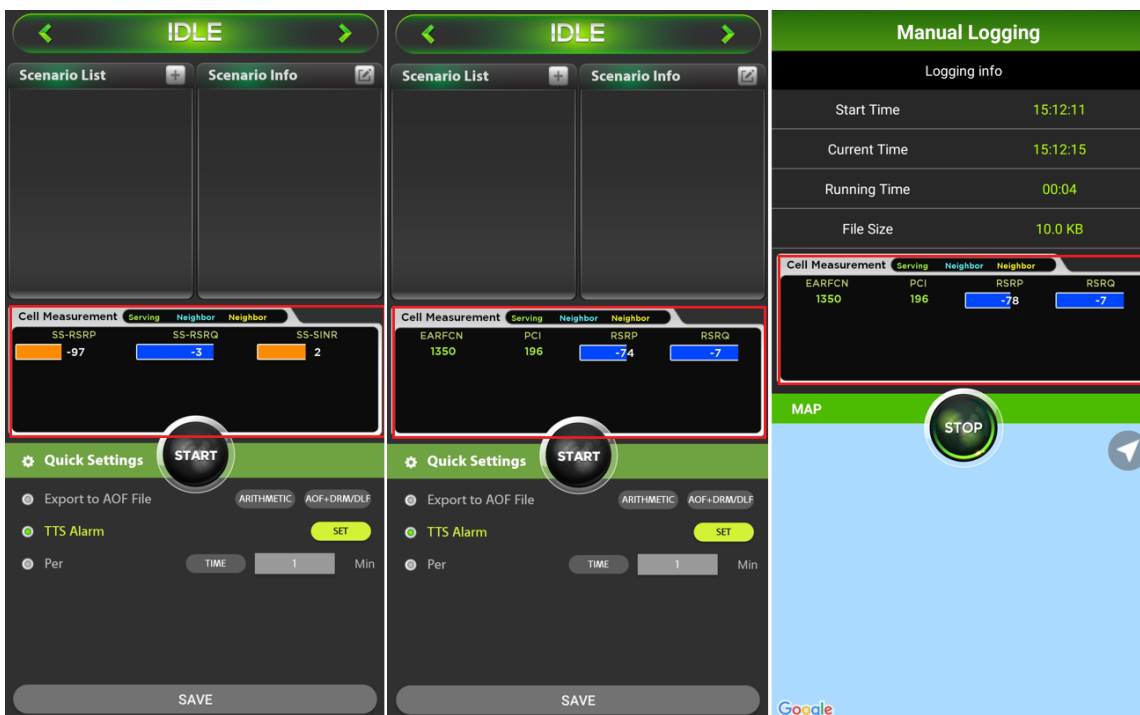 IDLE
Scenario List
Scenario Info
Cell Measurement Serving Neighbor Neighbor
SS-RSRP SS-RSRQ SS-SINR
-97 -3 2
START
Quick Settings
Export to AOF File ARITHMETIC AOF+DRM/DLF
TTS Alarm SET
Per TIME 1 Min
SAVE
IDLE
Scenario List
Scenario Info
Cell Measurement Serving Neighbor Neighbor
EARFCN PCI RSRP RSRQ
1350 196 -74 -7
START
Quick Settings
Export to AOF File ARITHMETIC AOF+DRM/DLF
TTS Alarm SET
Per TIME 1 Min
SAVE
Manual Logging
Logging info
Start Time 15:12:11
Current Time 15:12:15
Running Time 00:04
File Size 10.0 KB
Cell Measurement Serving Neighbor Neighbor
EARFCN PCI RSRP RSRQ
1350 196 -78 -7
MAP
STOP
Google